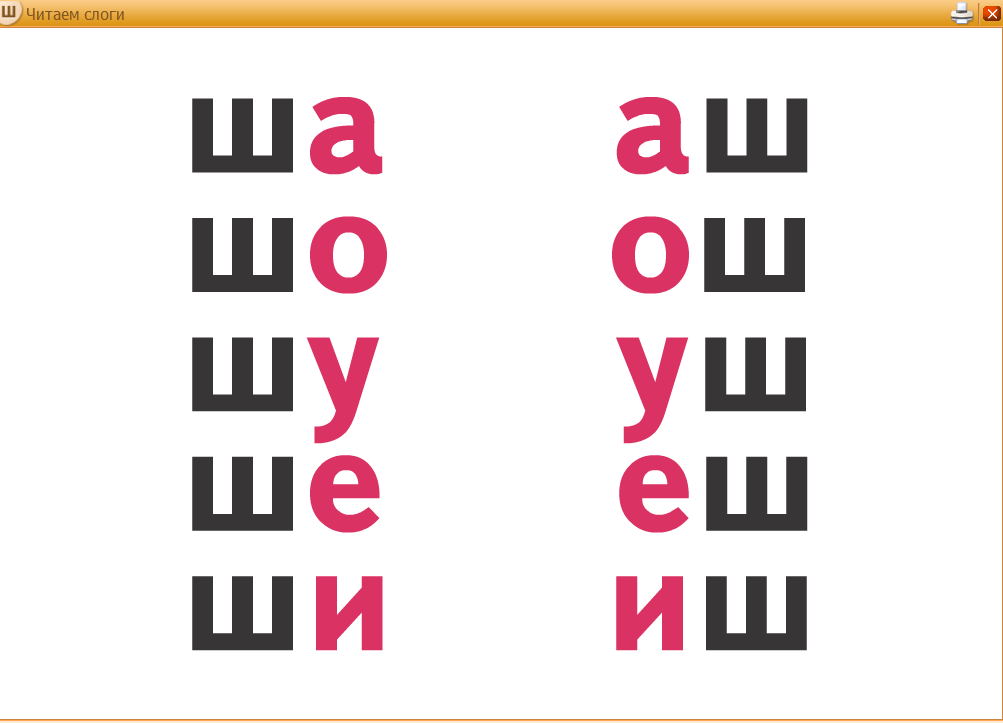 Ш Читаем слоги
ша аш
шо ош
шу уш
ше еш
ши иш